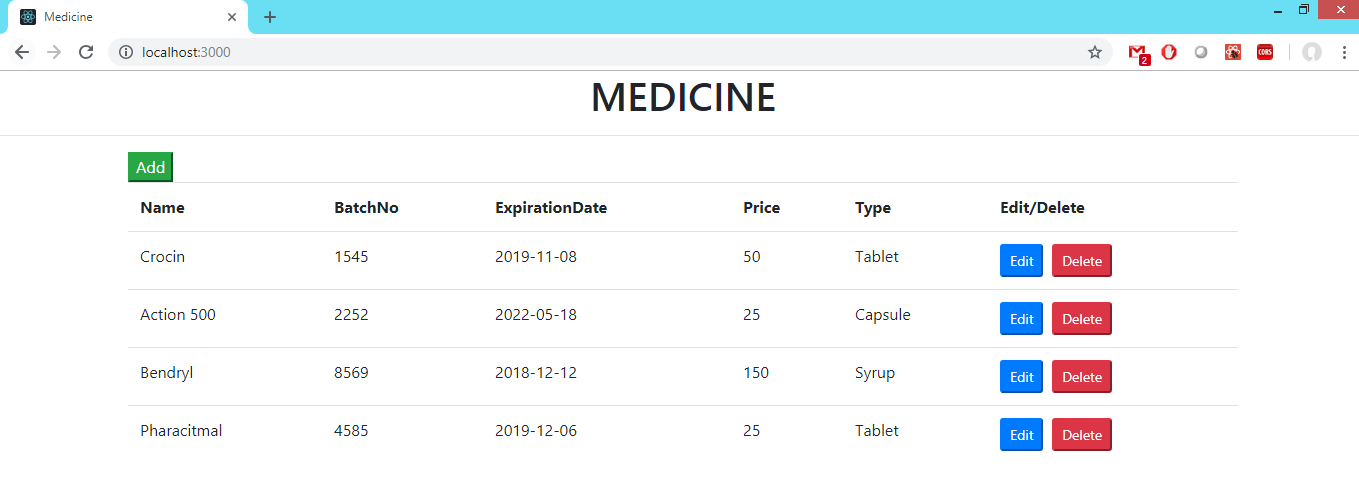 Medicine
localhost:3000
2
CORS
MEDICINE
Add
Name BatchNo ExpirationDate Price Type Edit/Delete
Crocin 1545 2019-11-08 50 Tablet Edit Delete
Action 500 2252 2022-05-18 25 Capsule Edit Delete
Bendryl 8569 2018-12-12 150 Syrup Edit Delete
Pharacitmal 4585 2019-12-06 25 Tablet Edit Delete